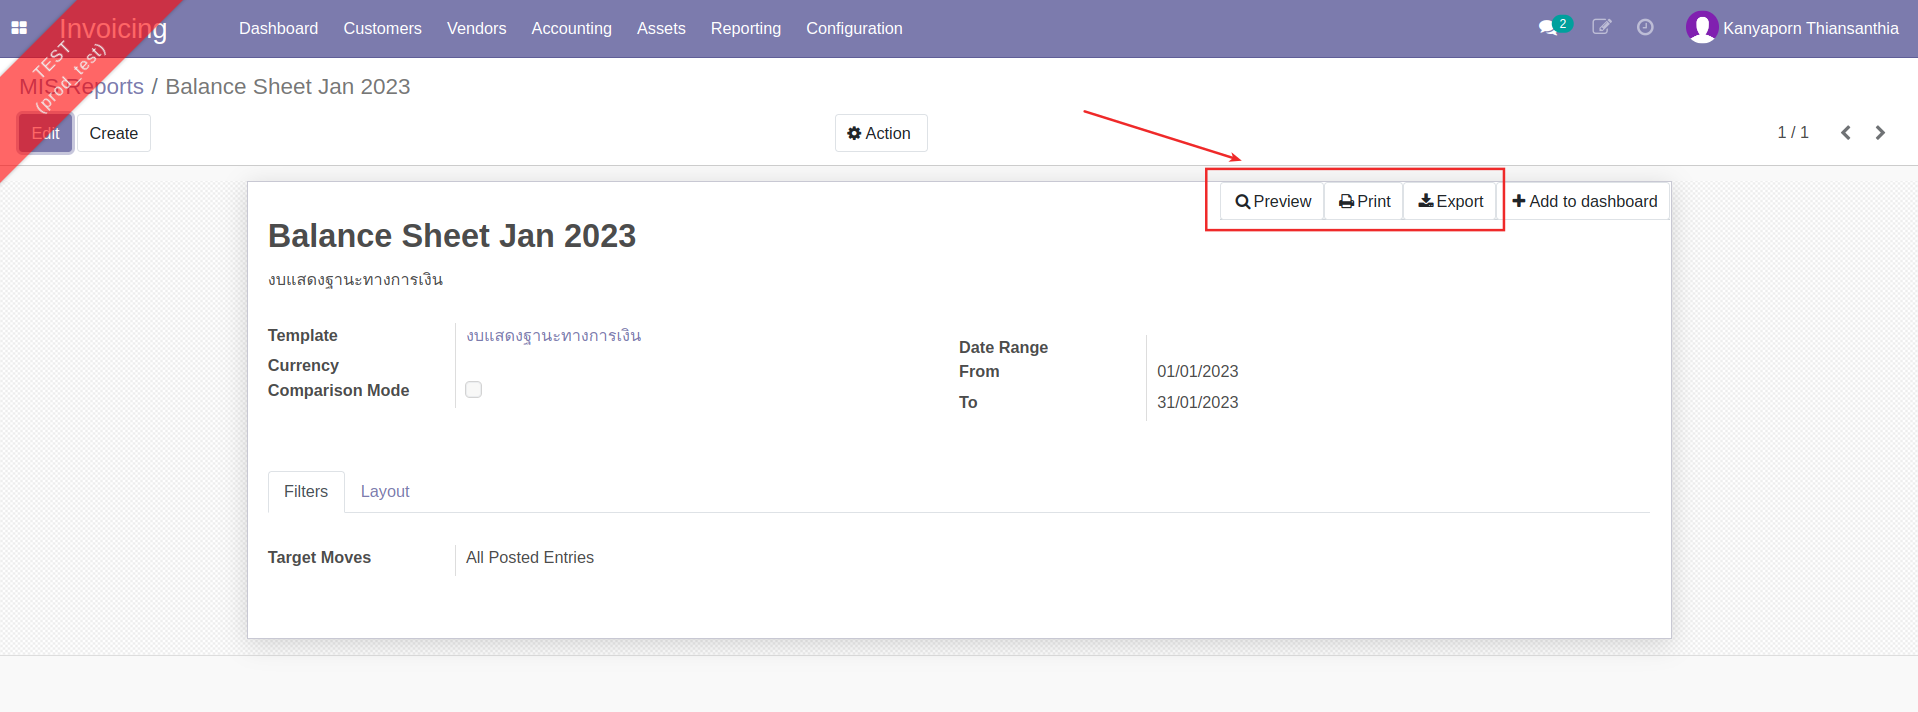 Invoicing
Dashboard Customers Vendors Accounting Assets Reporting Configuration
2
Kanyaporn Thiansanthia
TEST
(prod_test)
MIS Reports / Balance Sheet Jan 2023
Edit Create
Action
1 / 1
Preview Print Export Add to dashboard
Balance Sheet Jan 2023
งบแสดงฐานะทางการเงิน
Template งบแสดงฐานะทางการเงิน
Currency
Comparison Mode
Date Range
From 01/01/2023
To 31/01/2023
Filters Layout
Target Moves All Posted Entries